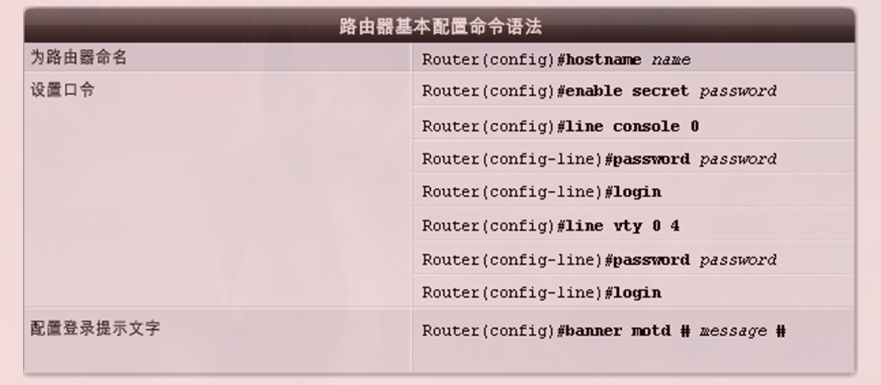 路由器基本配置命令语法
为路由器命名 Router(config)#hostname name
设置口令 Router(config)#enable secret password
Router(config)#line console 0
Router(config-line)#password password
Router(config-line)#login
Router(config)#line vty 0 4
Router(config-line)#password password
Router(config-line)#login
配置登录提示文字 Router(config)#banner motd # message #